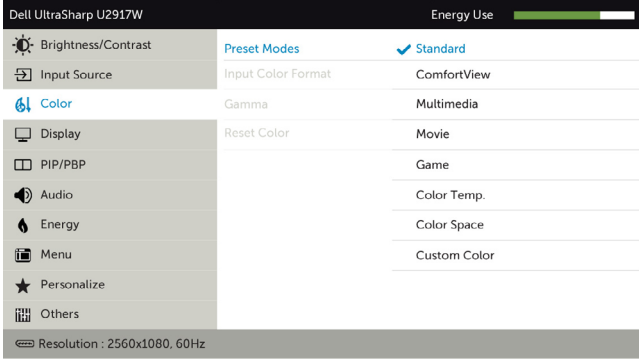 Dell UltraSharp U2917W Energy Use
Brightness/Contrast Preset Modes Standard
Input Source Input Color Format ComfortView
Color Gamma Multimedia
Display Reset Color Movie
PIP/PBP Game
Audio Color Temp.
Energy Color Space
Menu Custom Color
Personalize
Others
Resolution : 2560x1080, 60Hz